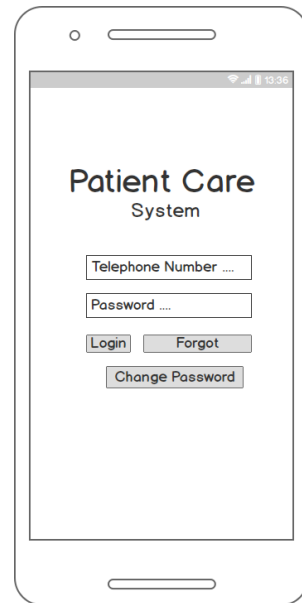 13:36
Patient Care
System
Telephone Number ....
Password ....
Login Forgot
Change Password